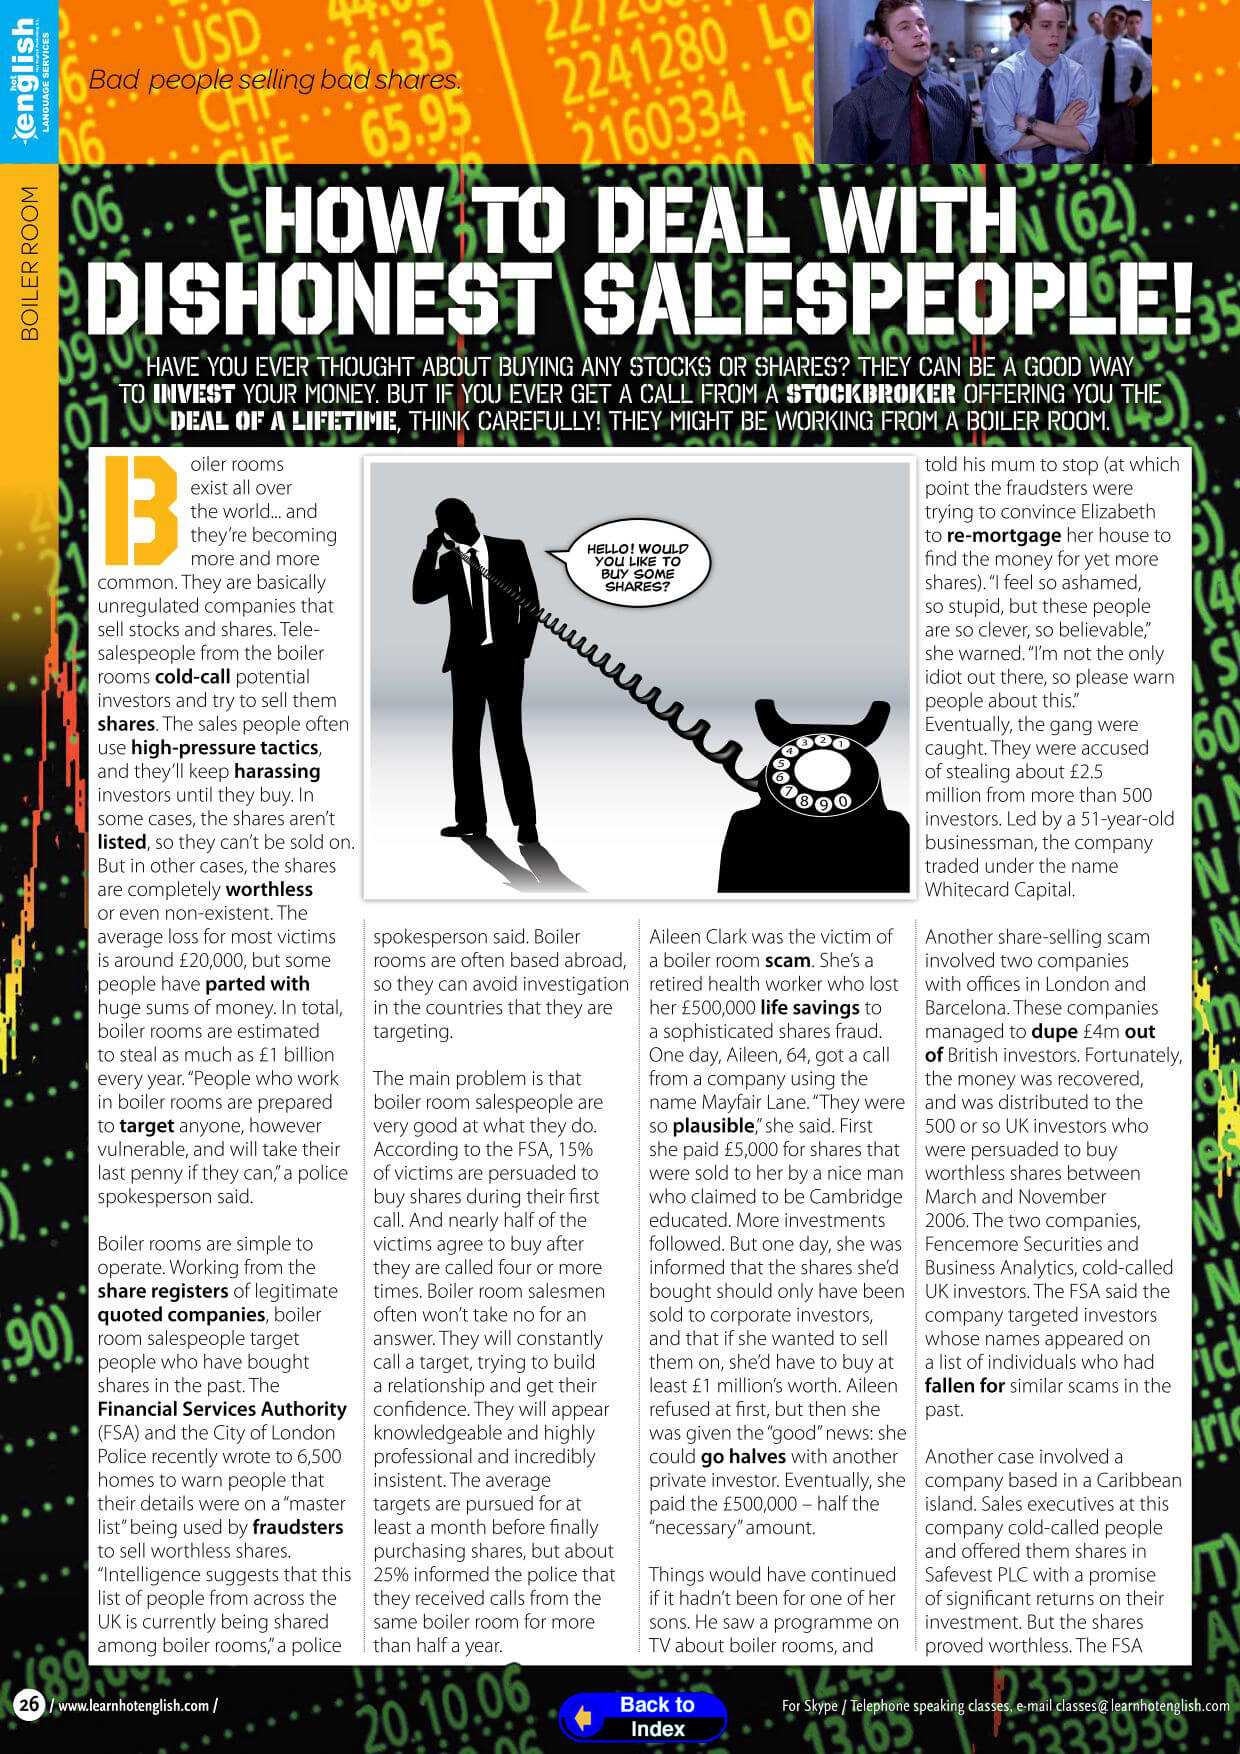 hot
english
LANGUAGE SERVICES
BOILER ROOM
Bad people selling bad shares.
HOW TO DEAL WITH
DISHONEST SALESPEOPLE!
HAVE YOU EVER THOUGHT ABOUT BUYING ANY STOCKS OR SHARES? THEY CAN BE A GOOD WAY
TO INVEST YOUR MONEY. BUT IF YOU EVER GET A CALL FROM A STOCKBROKER OFFERING YOU THE
DEAL OF A LIFETIME, THINK CAREFULLY! THEY MIGHT BE WORKING FROM A BOILER ROOM.
Boiler rooms
exist all over
the world... and
they're becoming
more and more
common. They are basically
unregulated companies that
sell stocks and shares. Tele-
salespeople from the boiler
rooms cold-call potential
investors and try to sell them
shares. The sales people often
use high-pressure tactics,
and they'll keep harassing
investors until they buy. In
some cases, the shares aren't
listed, so they can't be sold on.
But in other cases, the shares
are completely worthless
or even non-existent. The
average loss for most victims
is around £20,000, but some
people have parted with
huge sums of money. In total,
boiler rooms are estimated
to steal as much as £1 billion
every year. "People who work
in boiler rooms are prepared
to target anyone, however
vulnerable, and will take their
last penny if they can," a police
spokesperson said.
Boiler rooms are simple to
operate. Working from the
share registers of legitimate
quoted companies, boiler
room salespeople target
people who have bought
shares in the past. The
Financial Services Authority
(FSA) and the City of London
Police recently wrote to 6,500
homes to warn people that
their details were on a "master
list" being used by fraudsters
to sell worthless shares.
"Intelligence suggests that this
list of people from across the
UK is currently being shared
among boiler rooms," a police
HELLO! WOULD
YOU LIKE TO
BUY SOME
SHARES?
1
2
3
4
5
6
7
8
9
0
spokesperson said. Boiler
rooms are often based abroad,
so they can avoid investigation
in the countries that they are
targeting.
The main problem is that
boiler room salespeople are
very good at what they do.
According to the FSA, 15%
of victims are persuaded to
buy shares during their first
call. And nearly half of the
victims agree to buy after
they are called four or more
times. Boiler room salesmen
often won't take no for an
answer. They will constantly
call a target, trying to build
a relationship and get their
confidence. They will appear
knowledgeable and highly
professional and incredibly
insistent. The average
targets are pursued for at
least a month before finally
purchasing shares, but about
25% informed the police that
they received calls from the
same boiler room for more
than half a year.
Aileen Clark was the victim of
a boiler room scam. She's a
retired health worker who lost
her £500,000 life savings to
a sophisticated shares fraud.
One day, Aileen, 64, got a call
from a company using the
name Mayfair Lane. "They were
so plausible," she said. First
she paid £5,000 for shares that
were sold to her by a nice man
who claimed to be Cambridge
educated. More investments
followed. But one day, she was
informed that the shares she'd
bought should only have been
sold to corporate investors,
and that if she wanted to sell
them on, she'd have to buy at
least £1 million's worth. Aileen
refused at first, but then she
was given the "good" news: she
could go halves with another
private investor. Eventually, she
paid the £500,000 – half the
"necessary" amount.
Things would have continued
if it hadn't been for one of her
sons. He saw a programme on
TV about boiler rooms, and
told his mum to stop (at which
point the fraudsters were
trying to convince Elizabeth
to re-mortgage her house to
find the money for yet more
shares). "I feel so ashamed,
so stupid, but these people
are so clever, so believable,"
she warned. "I'm not the only
idiot out there, so please warn
people about this."
Eventually, the gang were
caught. They were accused
of stealing about £2.5
million from more than 500
investors. Led by a 51-year-old
businessman, the company
traded under the name
Whitecard Capital.
Another share-selling scam
involved two companies
with offices in London and
Barcelona. These companies
managed to dupe £4m out
of British investors. Fortunately,
the money was recovered,
and was distributed to the
500 or so UK investors who
were persuaded to buy
worthless shares between
March and November
2006. The two companies,
Fencemore Securities and
Business Analytics, cold-called
UK investors. The FSA said the
company targeted investors
whose names appeared on
a list of individuals who had
fallen for similar scams in the
past.
Another case involved a
company based in a Caribbean
island. Sales executives at this
company cold-called people
and offered them shares in
Safevest PLC with a promise
of significant returns on their
investment. But the shares
proved worthless. The FSA
26 / www.learnhotenglish.com /
Back to
Index
For Skype / Telephone speaking classes, e-mail classes@learnhotenglish.com